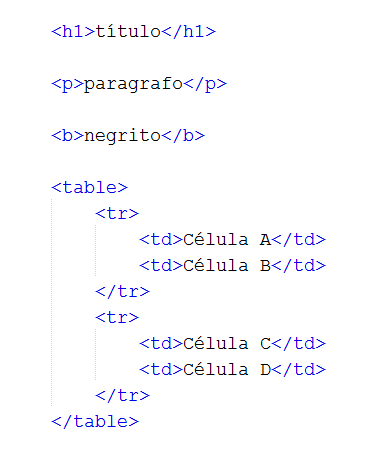 <h1>título</h1>
<p>paragrafo</p>
<b>negrito</b>
<table>
<tr>
<td>Célula A</td>
<td>Célula B</td>
</tr>
<tr>
<td>Célula C</td>
<td>Célula D</td>
</tr>
</table>